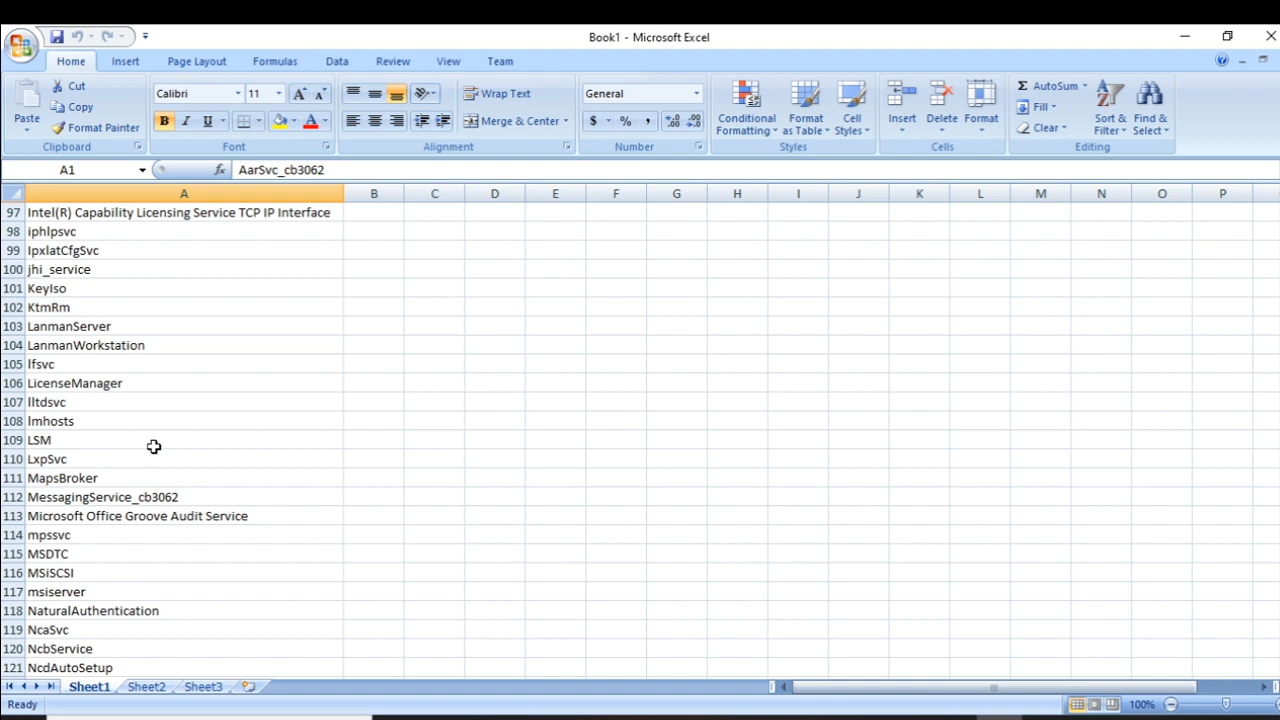 Book1 - Microsoft Excel
Home Insert Page Layout Formulas Data Review View Team
Paste
Cut
Copy
Format Painter
Clipboard
Calibri 11 A A
B I U A
Font
Wrap Text
Merge & Center
Alignment
General
$ % ,
Number
Conditional Formatting
Format as Table
Cell Styles
Styles
Insert Delete Format
Cells
Σ AutoSum
Fill
Clear
Sort & Filter
Find & Select
Editing
A1 fx AarSvc_cb3062
A B C D E F G H I J K L M N O P
97 Intel(R) Capability Licensing Service TCP IP Interface
98 iphlpsvc
99 IpxlatCfgSvc
100 jhi_service
101 KeyIso
102 KtmRm
103 LanmanServer
104 LanmanWorkstation
105 lfsvc
106 LicenseManager
107 lltdsvc
108 lmhosts
109 LSM
110 LxpSvc
111 MapsBroker
112 MessagingService_cb3062
113 Microsoft Office Groove Audit Service
114 mpssvc
115 MSDTC
116 MSiSCSI
117 msiserver
118 NaturalAuthentication
119 NcaSvc
120 NcbService
121 NcdAutoSetup
Sheet1 Sheet2 Sheet3
Ready 100%